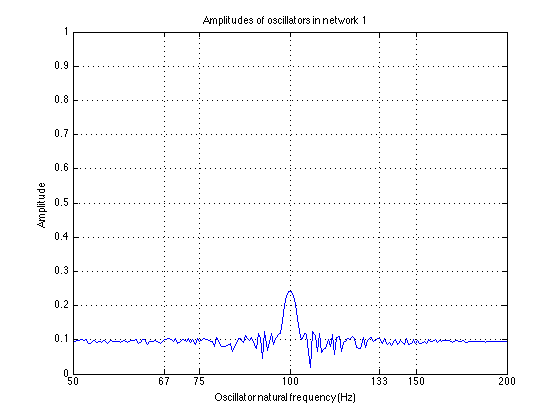 Amplitudes of oscillators in network 1
1
0.9
0.8
0.7
0.6
0.5
0.4
0.3
0.2
0.1
0
Amplitude
50 67 75 100 133 150 200
Oscillator natural frequency (Hz)